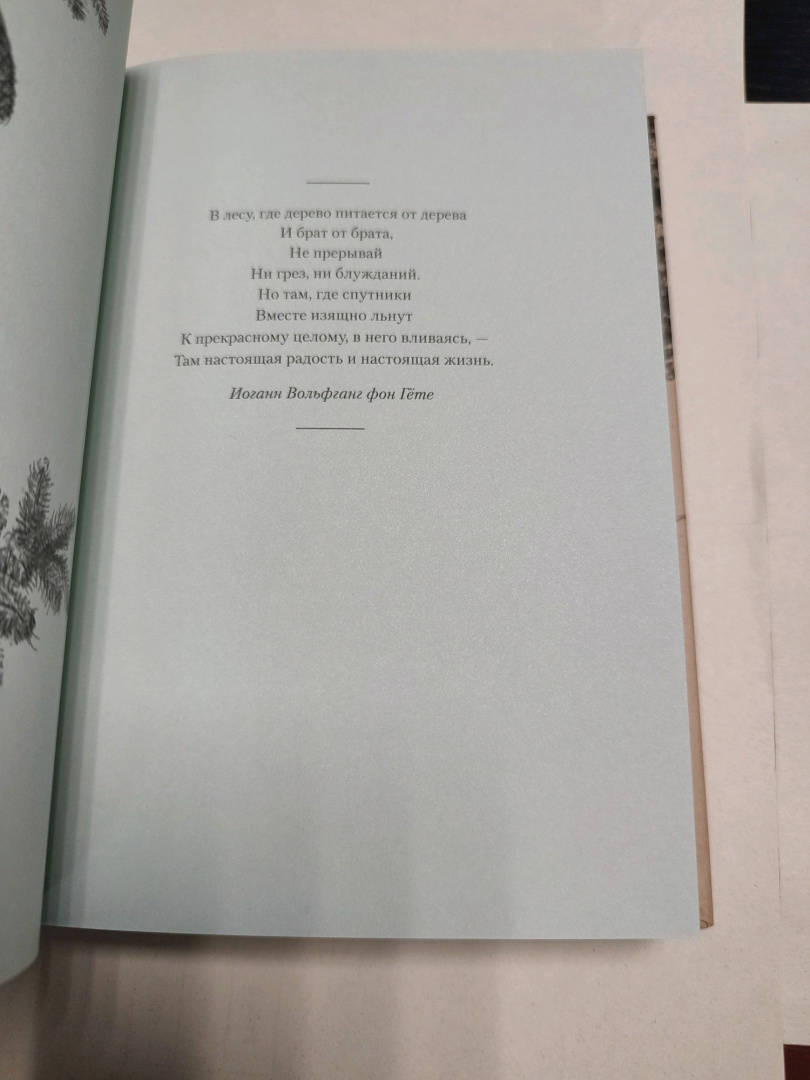 В лесу, где дерево питается от дерева
И брат от брата,
Не прерывай
Ни грез, ни блужданий.
Но там, где спутники
Вместе изящно льнут
К прекрасному целому, в него вливаясь, —
Там настоящая радость и настоящая жизнь.
Иоганн Вольфганг фон Гёте